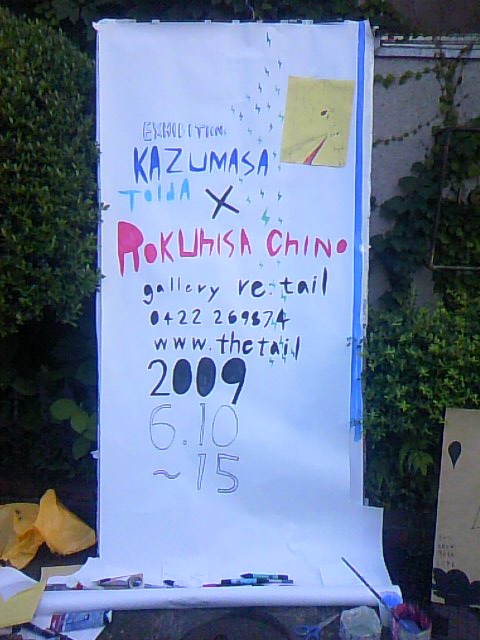 EXHIBITION
KAZUMASA
TOIDA
X
ROKUHISA CHINO
gallery re:tail
0422 269874
www.thetail
2009
6.10
~15